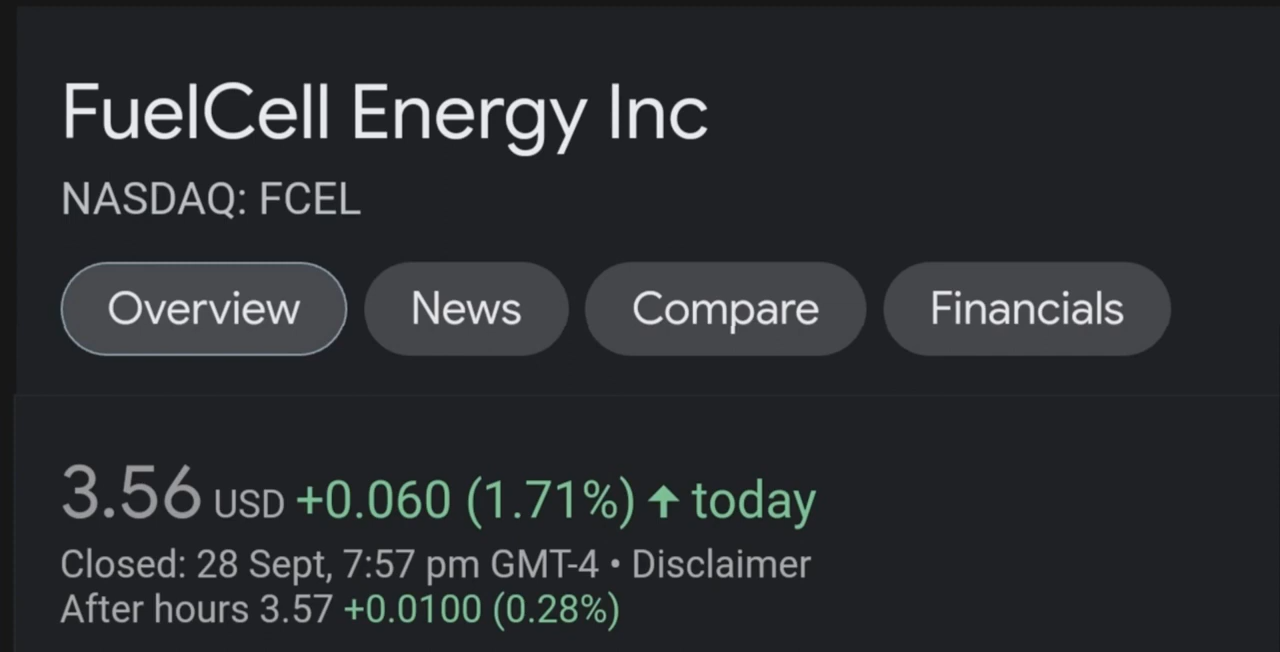 FuelCell Energy Inc
NASDAQ: FCEL
Overview News Compare Financials
3.56 USD +0.060 (1.71%) ↑ today
Closed: 28 Sept, 7:57 pm GMT-4 • Disclaimer
After hours 3.57 +0.0100 (0.28%)